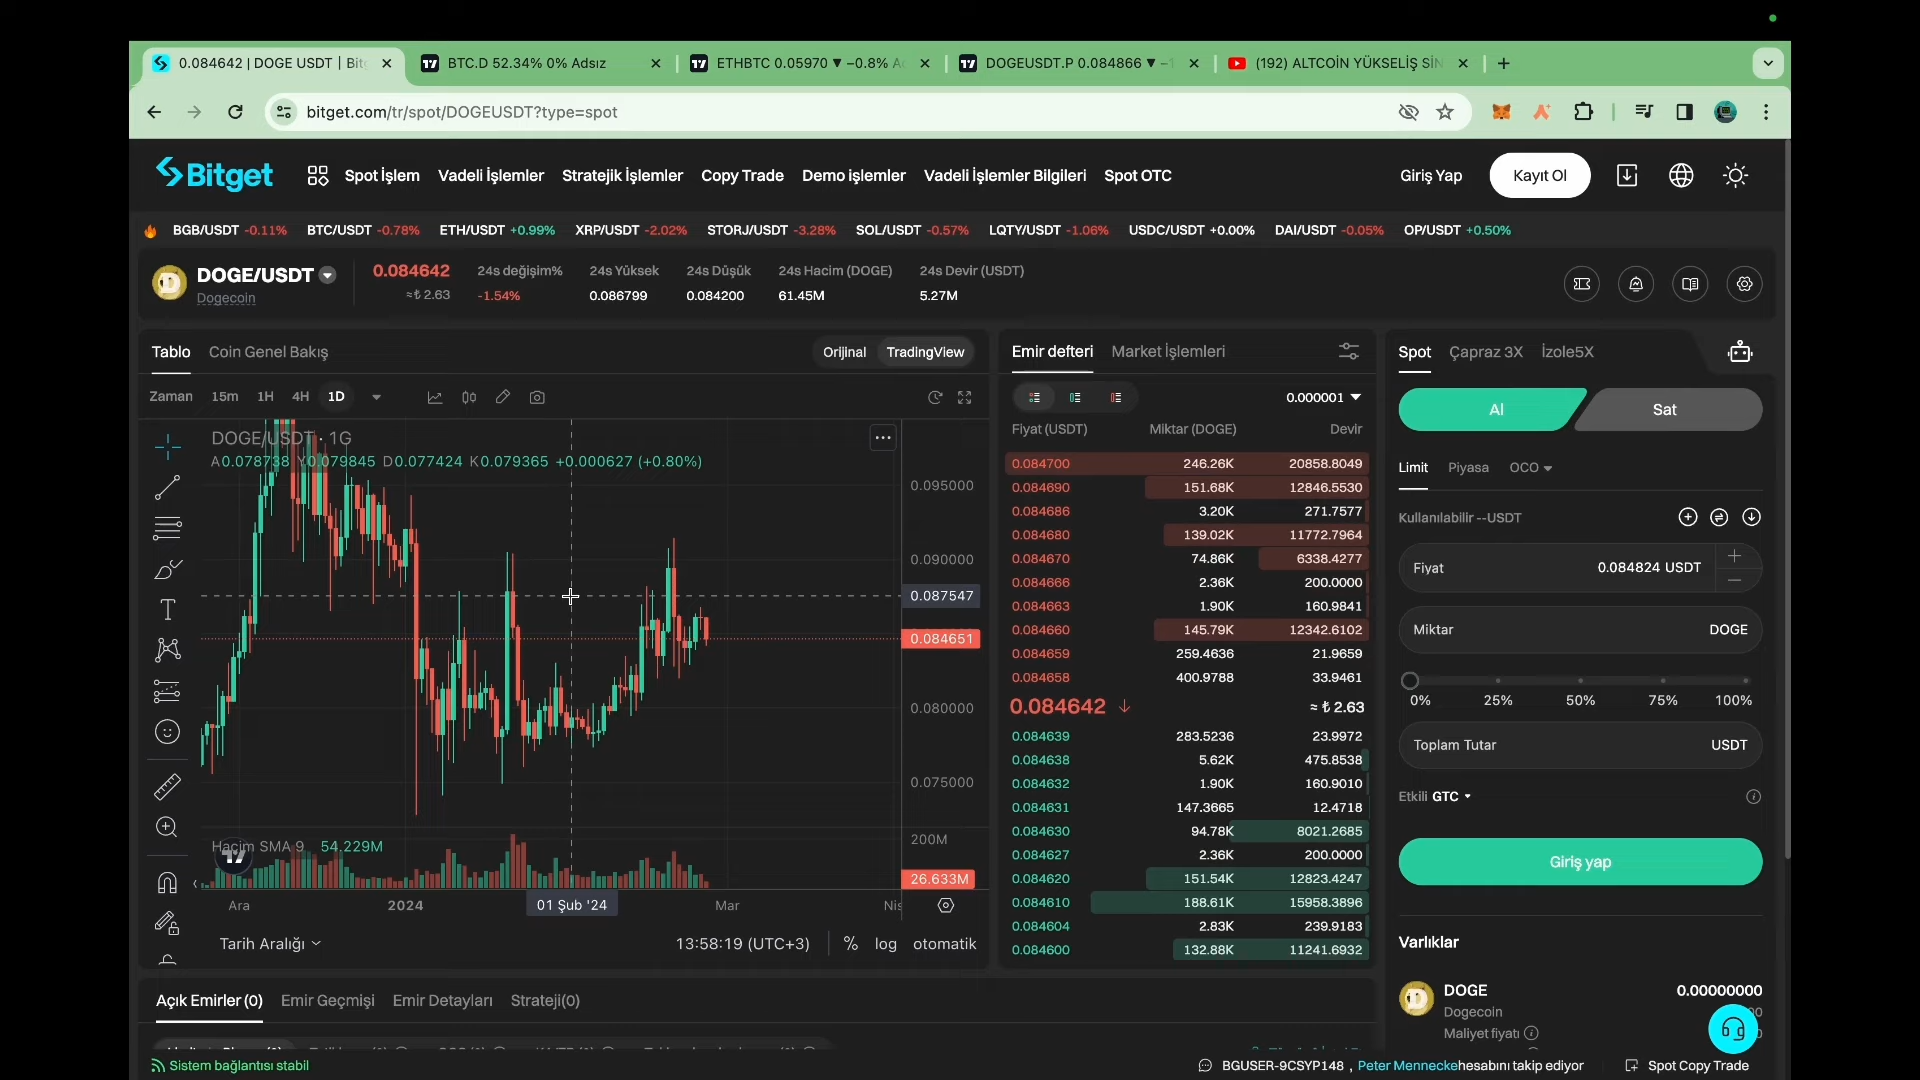 0.084642 | DOGE USDT | Bit
BTC.D 52.34% 0% Adsız
ETHBTC 0.05970 ▼ −0.8% A
DOGEUSDT.P 0.084866 ▼ −1
(192) ALTCOİN YÜKSELİŞ SİN
bitget.com/tr/spot/DOGEUSDT?type=spot
Bitget
Spot İşlem Vadeli İşlemler Stratejik İşlemler Copy Trade Demo işlemler Vadeli İşlemler Bilgileri Spot OTC
Giriş Yap Kayıt Ol
BGB/USDT -0.11% BTC/USDT -0.78% ETH/USDT +0.99% XRP/USDT -2.02% STORJ/USDT -3.28% SOL/USDT -0.57% LQTY/USDT -1.06% USDC/USDT +0.00% DAI/USDT -0.05% OP/USDT +0.50%
DOGE/USDT
Dogecoin
0.084642
≈₺ 2.63
24s değişim%
-1.54%
24s Yüksek
0.086799
24s Düşük
0.084200
24s Hacim (DOGE)
61.45M
24s Devir (USDT)
5.27M
Tablo Coin Genel Bakış
Orijinal TradingView
Zaman 15m 1H 4H 1D
DOGE/USDT · 1G
A0.078738 Y0.079845 D0.077424 K0.079365 +0.000627 (+0.80%)
0.095000
0.090000
0.087547
0.084651
0.080000
0.075000
Hacim SMA 9 54.229M
200M
26.633M
Ara 2024 01 Şub '24 Mar Nis
Tarih Aralığı
13:58:19 (UTC+3) % log otomatik
Emir defteri Market İşlemleri
0.000001
Fiyat (USDT) Miktar (DOGE) Devir
0.084700 246.26K 20858.8049
0.084690 151.68K 12846.5530
0.084686 3.20K 271.7577
0.084680 139.02K 11772.7964
0.084670 74.86K 6338.4277
0.084666 2.36K 200.0000
0.084663 1.90K 160.9841
0.084660 145.79K 12342.6102
0.084659 259.4636 21.9659
0.084658 400.9788 33.9461
0.084642 ↓ ≈ ₺ 2.63
0.084639 283.5236 23.9972
0.084638 5.62K 475.8538
0.084632 1.90K 160.9010
0.084631 147.3665 12.4718
0.084630 94.78K 8021.2685
0.084627 2.36K 200.0000
0.084620 151.54K 12823.4247
0.084610 188.61K 15958.3896
0.084604 2.83K 239.9183
0.084600 132.88K 11241.6932
Spot Çapraz 3X İzole5X
Al Sat
Limit Piyasa OCO
Kullanılabilir --USDT
Fiyat 0.084824 USDT
Miktar DOGE
0% 25% 50% 75% 100%
Toplam Tutar USDT
Etkili GTC
Giriş yap
Varlıklar
DOGE 0.00000000
Dogecoin
Maliyet fiyatı
Açık Emirler (0) Emir Geçmişi Emir Detayları Strateji(0)
Sistem bağlantısı stabil
BGUSER-9CSYP148 , Peter Menneckehesabını takip ediyor
Spot Copy Trade